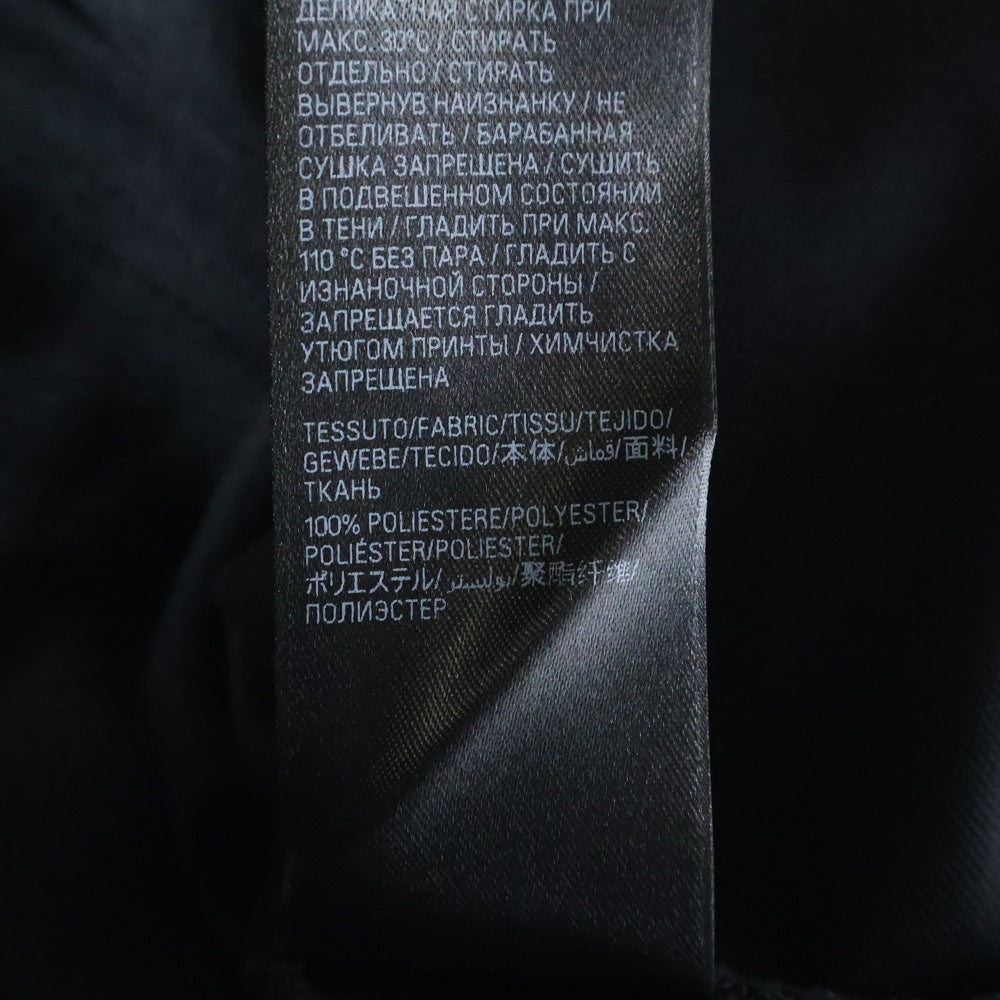 ДЕЛИКАТНАЯ СТИРКА ПРИ
МАКС. 30°C / СТИРАТЬ
ОТДЕЛЬНО / СТИРАТЬ
ВЫВЕРНУВ НАИЗНАНКУ / НЕ
ОТБЕЛИВАТЬ / БАРАБАННАЯ
СУШКА ЗАПРЕЩЕНА / СУШИТЬ
В ПОДВЕШЕННОМ СОСТОЯНИИ
В ТЕНИ / ГЛАДИТЬ ПРИ МАКС.
110 °C БЕЗ ПАРА / ГЛАДИТЬ С
ИЗНАНОЧНОЙ СТОРОНЫ /
ЗАПРЕЩАЕТСЯ ГЛАДИТЬ
УТЮГОМ ПРИНТЫ / ХИМЧИСТКА
ЗАПРЕЩЕНА
TESSUTO/FABRIC/TISSU/TEJIDO/
GEWEBE/TECIDO/本体/قماش/面料/
ТКАНЬ
100% POLIESTERE/POLYESTER/
POLIÉSTER/POLIESTER/
ポリエステル/بوليستر/聚酯纤维/
ПОЛИЭСТЕР